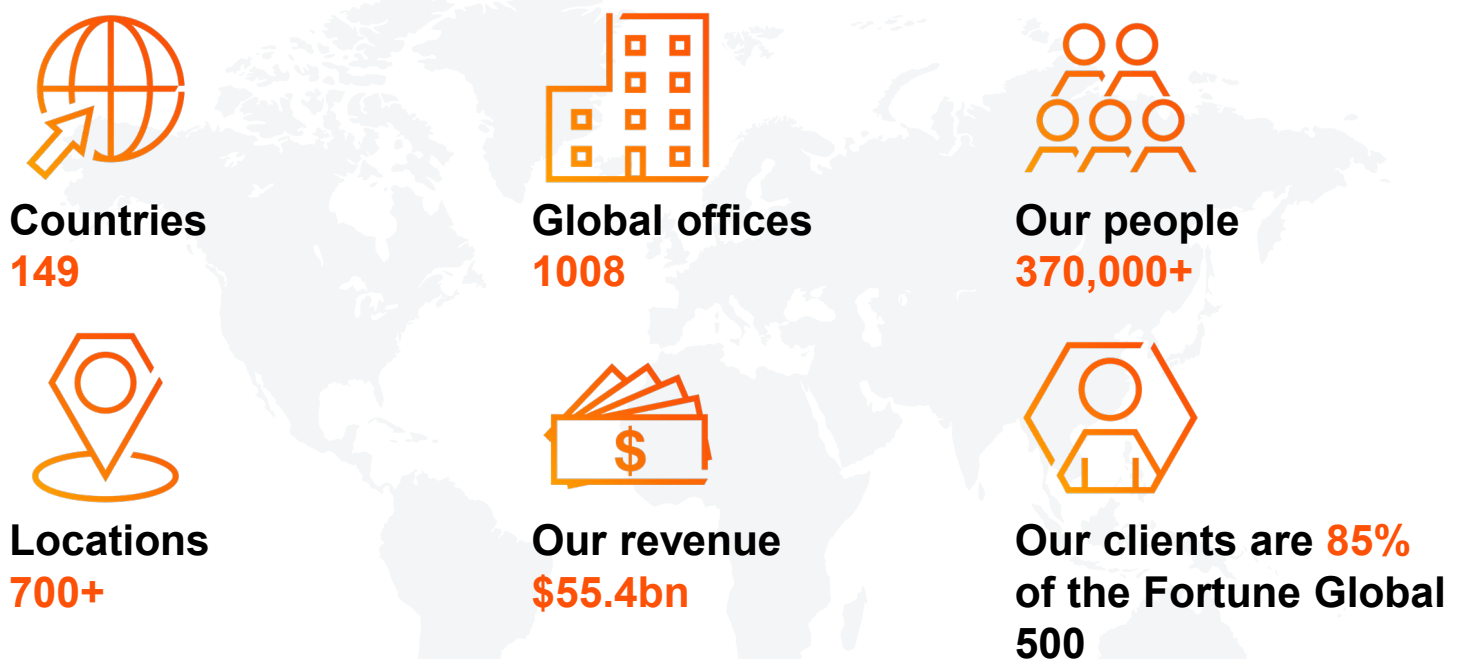 Countries
149
Global offices
1008
Our people
370,000+
Locations
700+
$
Our revenue
$55.4bn
Our clients are 85%
of the Fortune Global
500